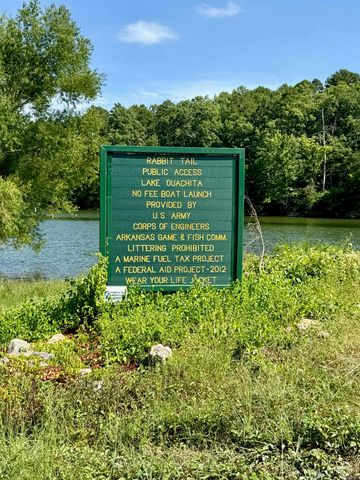 RABBIT TAIL
PUBLIC ACCESS
LAKE OUACHITA
NO FEE BOAT LAUNCH
PROVIDED BY
U.S. ARMY
CORPS OF ENGINEERS
ARKANSAS GAME & FISH COMM.
LITTERING PROHIBITED
A MARINE FUEL TAX PROJECT
A FEDERAL AID PROJECT-2012
WEAR YOUR LIFE JACKET